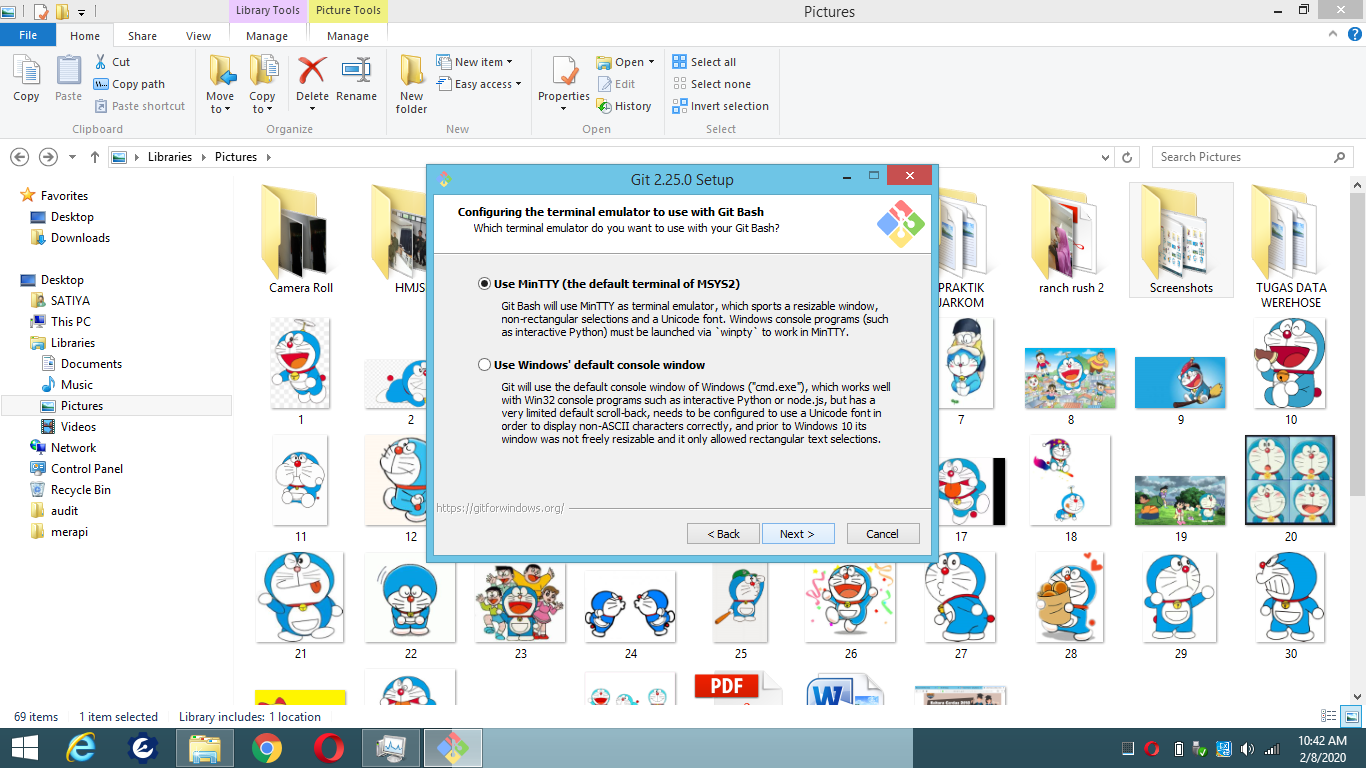 Library Tools
Picture Tools
Pictures
File
Home
Share
View
Manage
Manage
Copy
Paste
Cut
Copy path
Paste shortcut
Clipboard
Move to
Copy to
Delete
Rename
Organize
New folder
New item
Easy access
New
Properties
Open
Edit
History
Open
Select all
Select none
Invert selection
Select
Libraries
Pictures
Search Pictures
Favorites
Desktop
Downloads
Desktop
SATIYA
This PC
Libraries
Documents
Music
Pictures
Videos
Network
Control Panel
Recycle Bin
audit
merapi
Camera Roll
HMJS
PRAKTIK
JARKOM
ranch rush 2
Screenshots
TUGAS DATA
WEREHOSE
1
2
7
8
9
10
11
12
17
18
19
20
21
22
23
24
25
26
27
28
29
30
PDF
W
Git 2.25.0 Setup
Configuring the terminal emulator to use with Git Bash
Which terminal emulator do you want to use with your Git Bash?
Use MinTTY (the default terminal of MSYS2)
Git Bash will use MinTTY as terminal emulator, which sports a resizable window,
non-rectangular selections and a Unicode font. Windows console programs (such
as interactive Python) must be launched via `winpty` to work in MinTTY.
Use Windows' default console window
Git will use the default console window of Windows ("cmd.exe"), which works well
with Win32 console programs such as interactive Python or node.js, but has a
very limited default scroll-back, needs to be configured to use a Unicode font in
order to display non-ASCII characters correctly, and prior to Windows 10 its
window was not freely resizable and it only allowed rectangular text selections.
https://gitforwindows.org/
< Back
Next >
Cancel
69 items
1 item selected
Library includes: 1 location
10:42 AM
2/8/2020